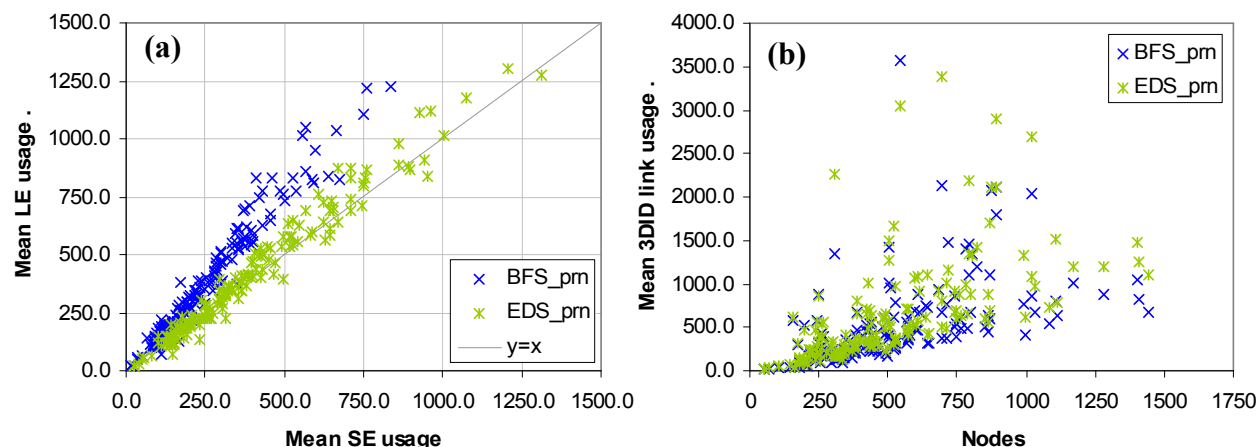 (a)
Mean LE usage .
1500.0
1250.0
1000.0
750.0
500.0
250.0
0.0
0.0 250.0 500.0 750.0 1000.0 1250.0 1500.0
Mean SE usage
BFS_prn
EDS_prn
y=x
(b)
Mean 3DID link usage .
4000.0
3500.0
3000.0
2500.0
2000.0
1500.0
1000.0
500.0
0.0
0 250 500 750 1000 1250 1500 1750
Nodes
BFS_prn
EDS_prn